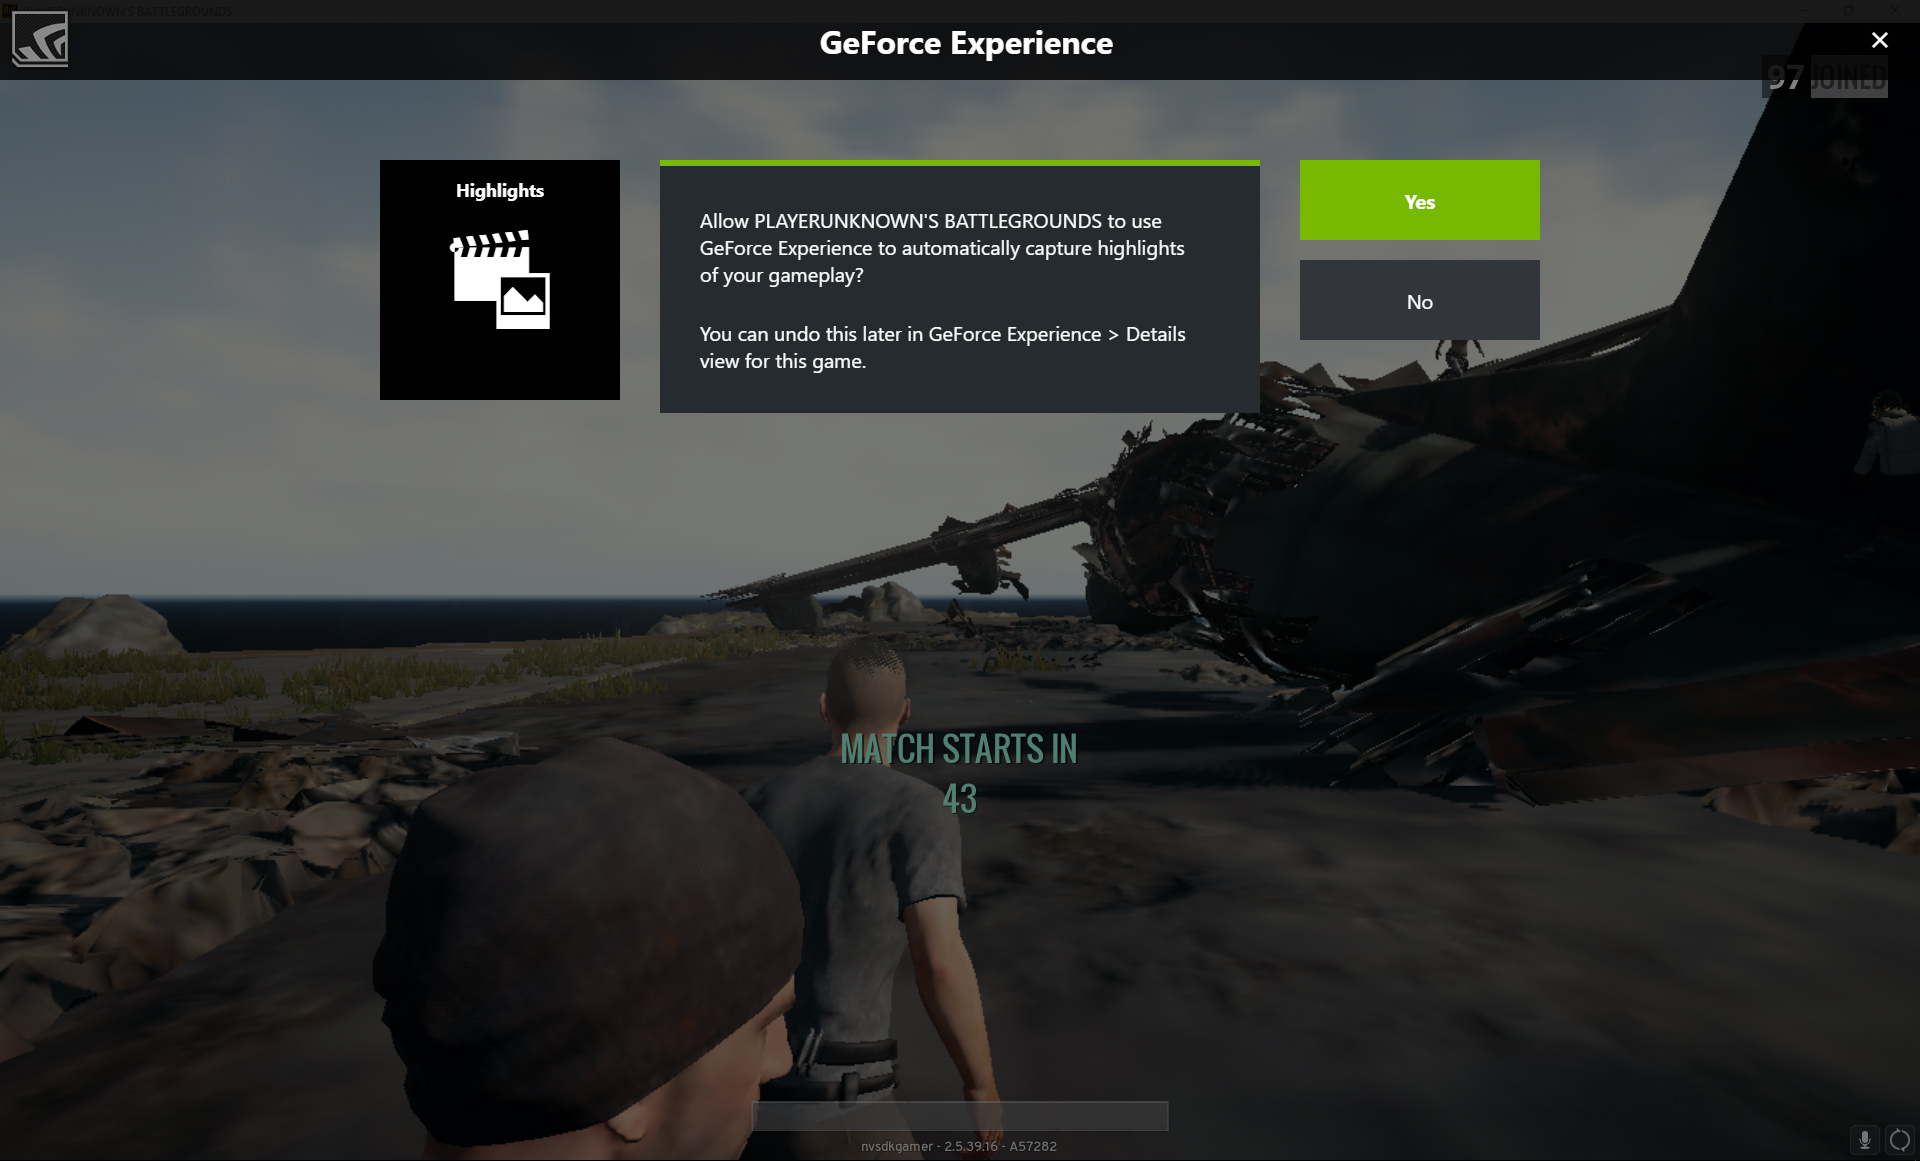 PLAYERUNKNOWN'S BATTLEGROUNDS
GeForce Experience
97 JOINED
Highlights
Allow PLAYERUNKNOWN'S BATTLEGROUNDS to use
GeForce Experience to automatically capture highlights
of your gameplay?
You can undo this later in GeForce Experience > Details
view for this game.
Yes
No
MATCH STARTS IN
43
nvsdkgamer - 2.5.39.16 - A57282